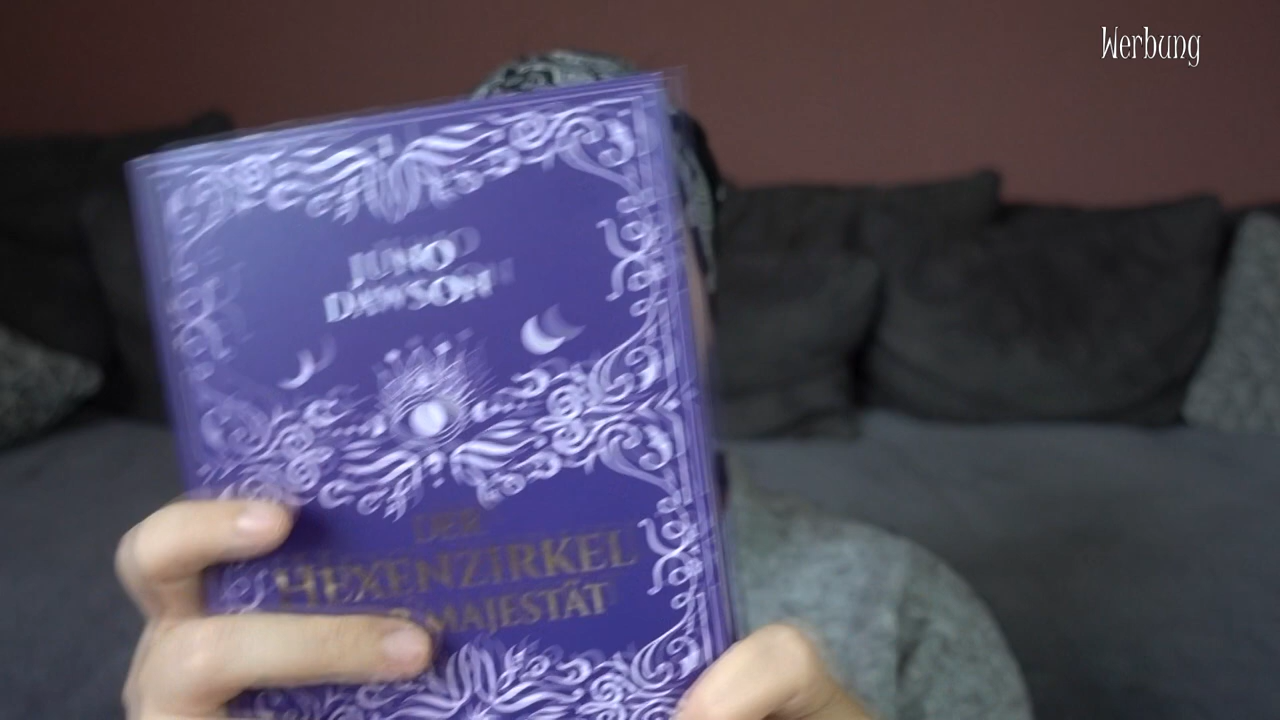 Werbung
JUNO
DAWSON
DER
HEXENZIRKEL
MAJESTÄT